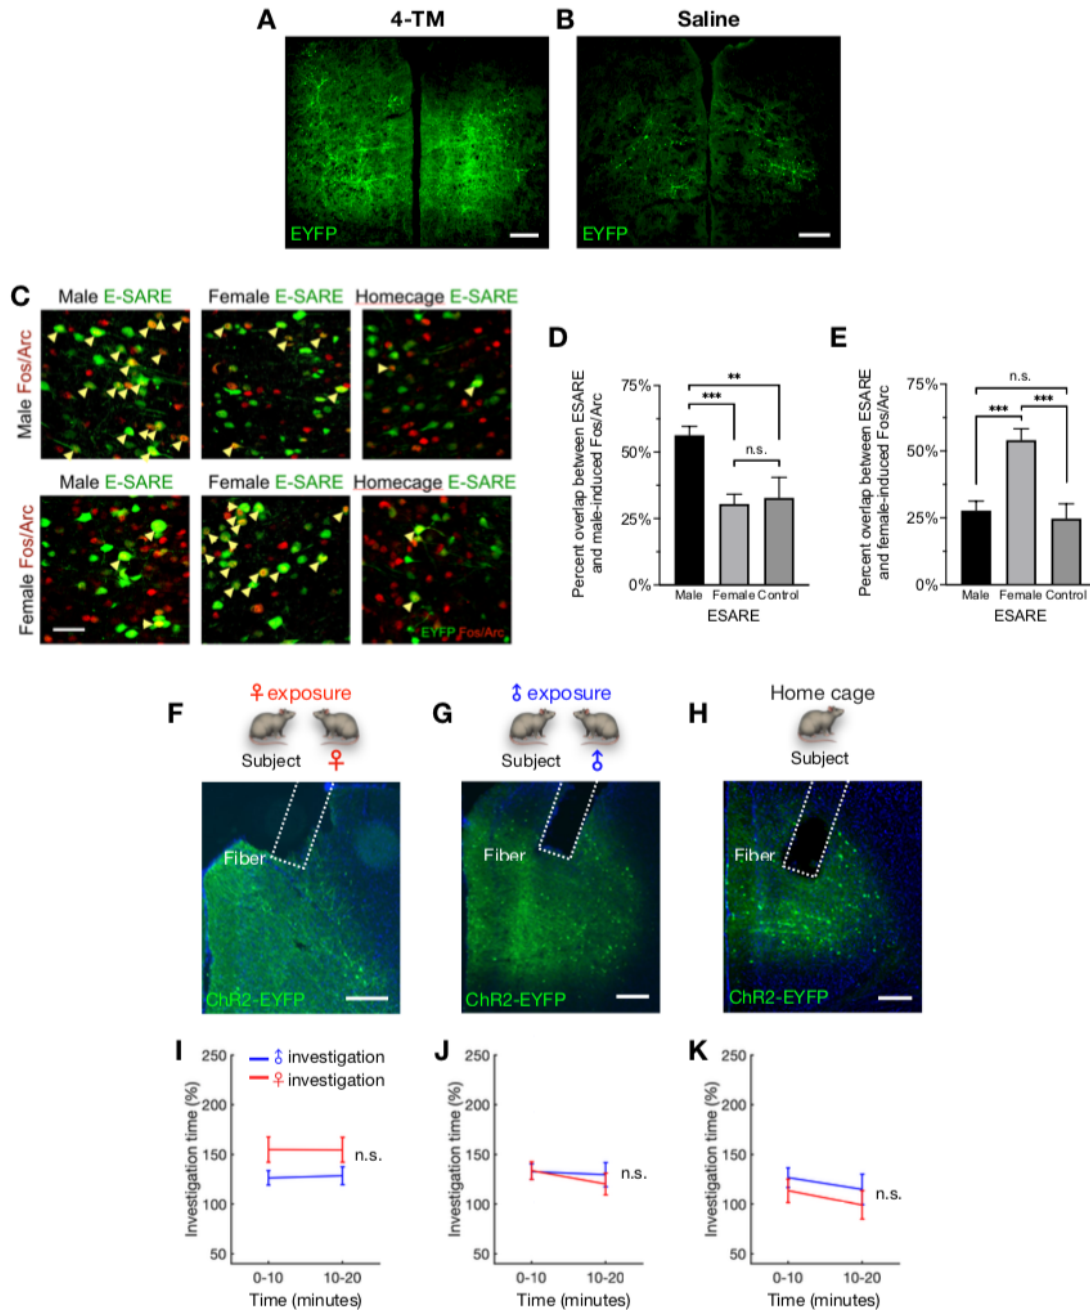 A
4-TM
B
Saline
EYFP
EYFP
C
Male E-SARE
Female E-SARE
Homecage E-SARE
Male Fos/Arc
Female Fos/Arc
Male E-SARE
Female E-SARE
Homecage E-SARE
EYFP Fos/Arc
D
Percent overlap between ESARE
and male-induced Fos/Arc
75%
50%
25%
0%
**
***
n.s.
Male Female Control
ESARE
E
Percent overlap between ESARE
and female-induced Fos/Arc
75%
50%
25%
0%
n.s.
***
***
Male Female Control
ESARE
F
♀ exposure
Subject ♀
Fiber
ChR2-EYFP
G
♂ exposure
Subject ♂
Fiber
ChR2-EYFP
H
Home cage
Subject
Fiber
ChR2-EYFP
I
♂ investigation
♀ investigation
Investigation time (%)
250
200
150
100
50
n.s.
0-10 10-20
Time (minutes)
J
Investigation time (%)
250
200
150
100
50
n.s.
0-10 10-20
Time (minutes)
K
Investigation time (%)
250
200
150
100
50
n.s.
0-10 10-20
Time (minutes)